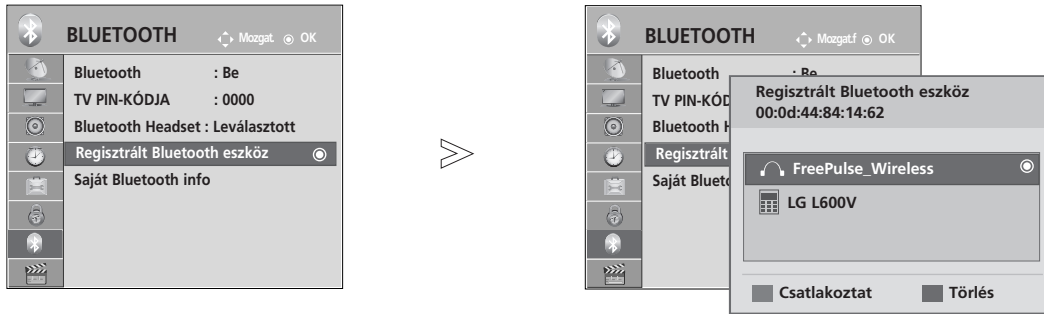 BLUETOOTH Mozgat. OK
Bluetooth : Be
TV PIN-KÓDJA : 0000
Bluetooth Headset : Leválasztott
Regisztrált Bluetooth eszköz
Saját Bluetooth info
BLUETOOTH Mozgat.f OK
Bluetooth : Be
TV PIN-KÓD
Bluetooth H
Regisztrált
Saját Blueto
Regisztrált Bluetooth eszköz
00:0d:44:84:14:62
FreePulse_Wireless
LG L600V
Csatlakoztat Törlés